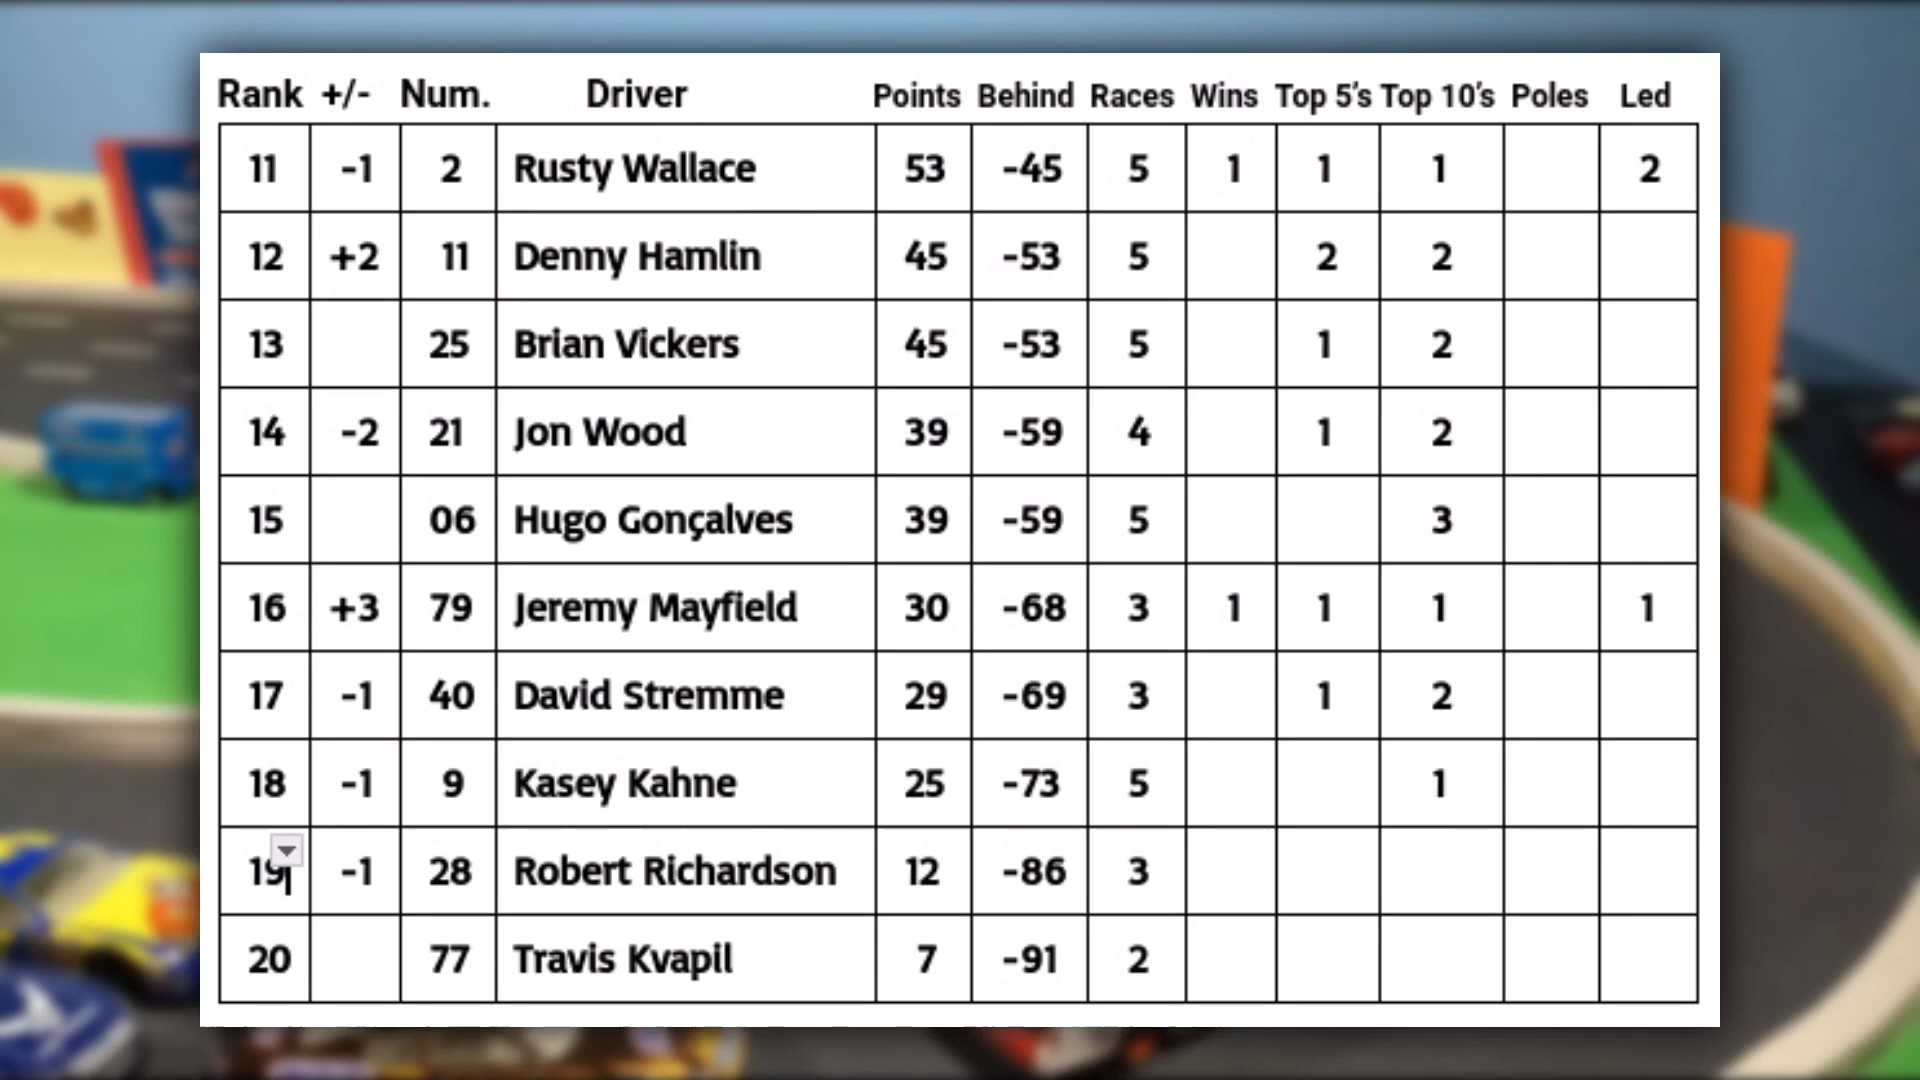 Rank +/- Num. Driver Points Behind Races Wins Top 5's Top 10's Poles Led
11 -1 2 Rusty Wallace 53 -45 5 1 1 1 2
12 +2 11 Denny Hamlin 45 -53 5 2 2
13 25 Brian Vickers 45 -53 5 1 2
14 -2 21 Jon Wood 39 -59 4 1 2
15 06 Hugo Gonçalves 39 -59 5 3
16 +3 79 Jeremy Mayfield 30 -68 3 1 1 1 1
17 -1 40 David Stremme 29 -69 3 1 2
18 -1 9 Kasey Kahne 25 -73 5 1
19 -1 28 Robert Richardson 12 -86 3
20 77 Travis Kvapil 7 -91 2